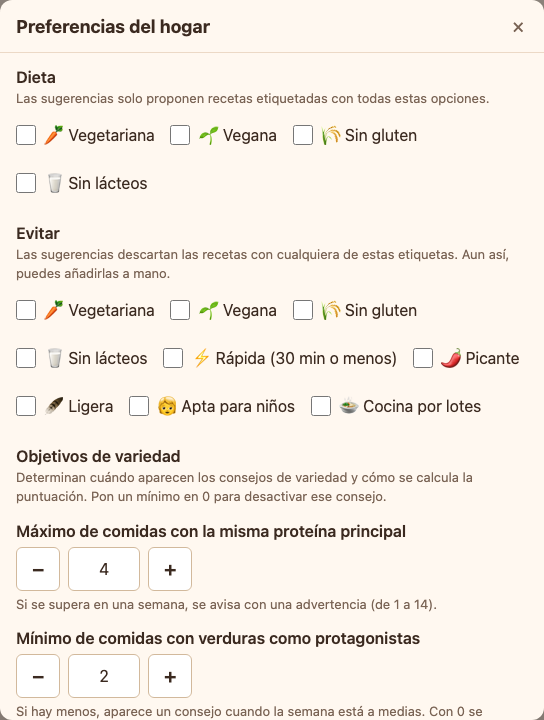 Preferencias del hogar
×
Dieta
Las sugerencias solo proponen recetas etiquetadas con todas estas opciones.
Vegetariana Vegana Sin gluten
Sin lácteos
Evitar
Las sugerencias descartan las recetas con cualquiera de estas etiquetas. Aun así,
puedes añadirlas a mano.
Vegetariana Vegana Sin gluten
Sin lácteos Rápida (30 min o menos) Picante
Ligera Apta para niños Cocina por lotes
Objetivos de variedad
Determinan cuándo aparecen los consejos de variedad y cómo se calcula la
puntuación. Pon un mínimo en 0 para desactivar ese consejo.
Máximo de comidas con la misma proteína principal
− 4 +
Si se supera en una semana, se avisa con una advertencia (de 1 a 14).
Mínimo de comidas con verduras como protagonistas
− 2 +
Si hay menos, aparece un consejo cuando la semana está a medias. Con 0 se